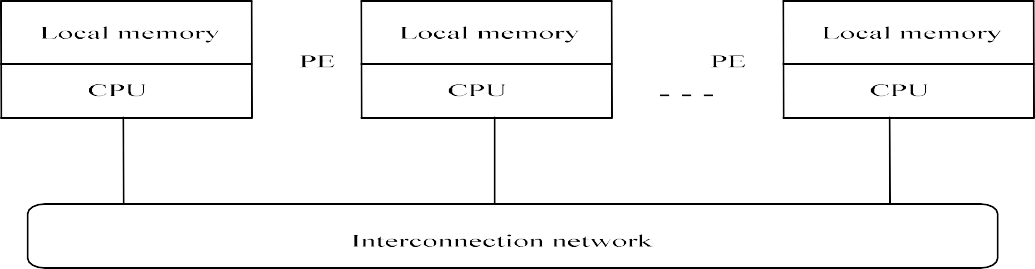 Local memory
Local memory
Local memory
PE
PE
CPU
CPU
CPU
Interconnection network